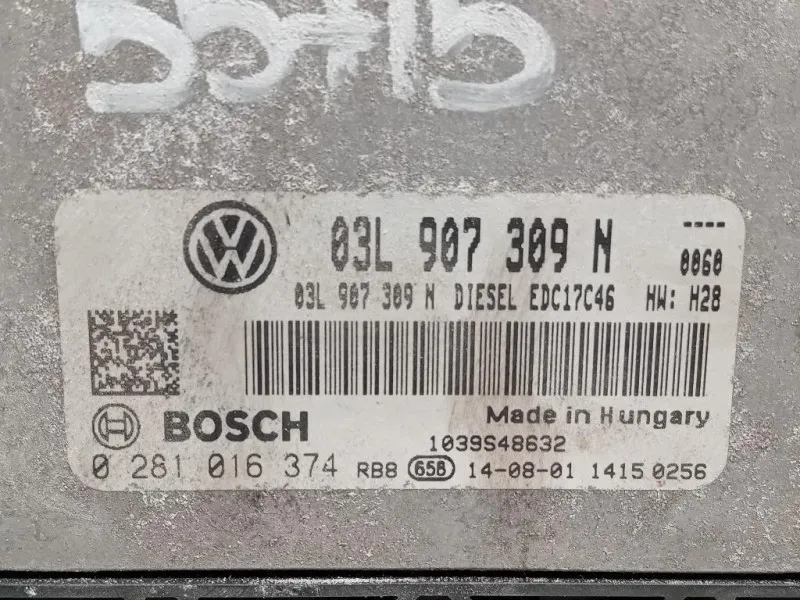 VW
03L 907 309 N ----
0060
03L 907 309 N DIESEL EDC17C46 HW: H28
BOSCH
Made in Hungary
1039S48632
0 281 016 374 RB8 658 14-08-01 1415 0256